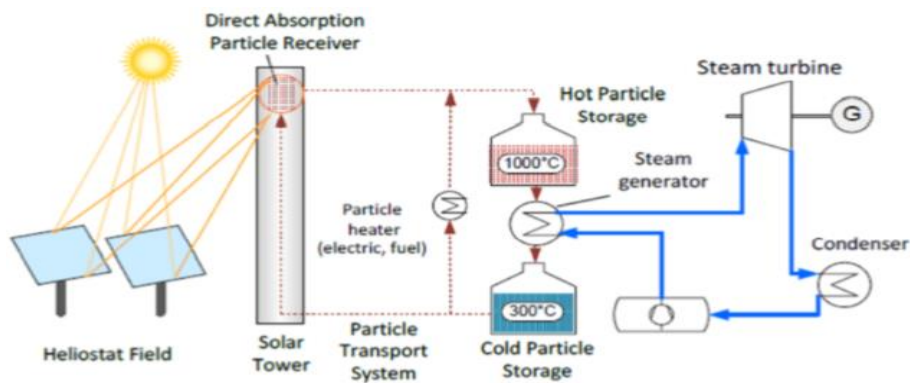 Direct Absorption
Particle Receiver
Steam turbine
G
Hot Particle
Storage
1000°C
Steam
generator
Particle
heater
(electric, fuel)
Condenser
300°C
Heliostat Field
Solar
Tower
Particle
Transport
System
Cold Particle
Storage